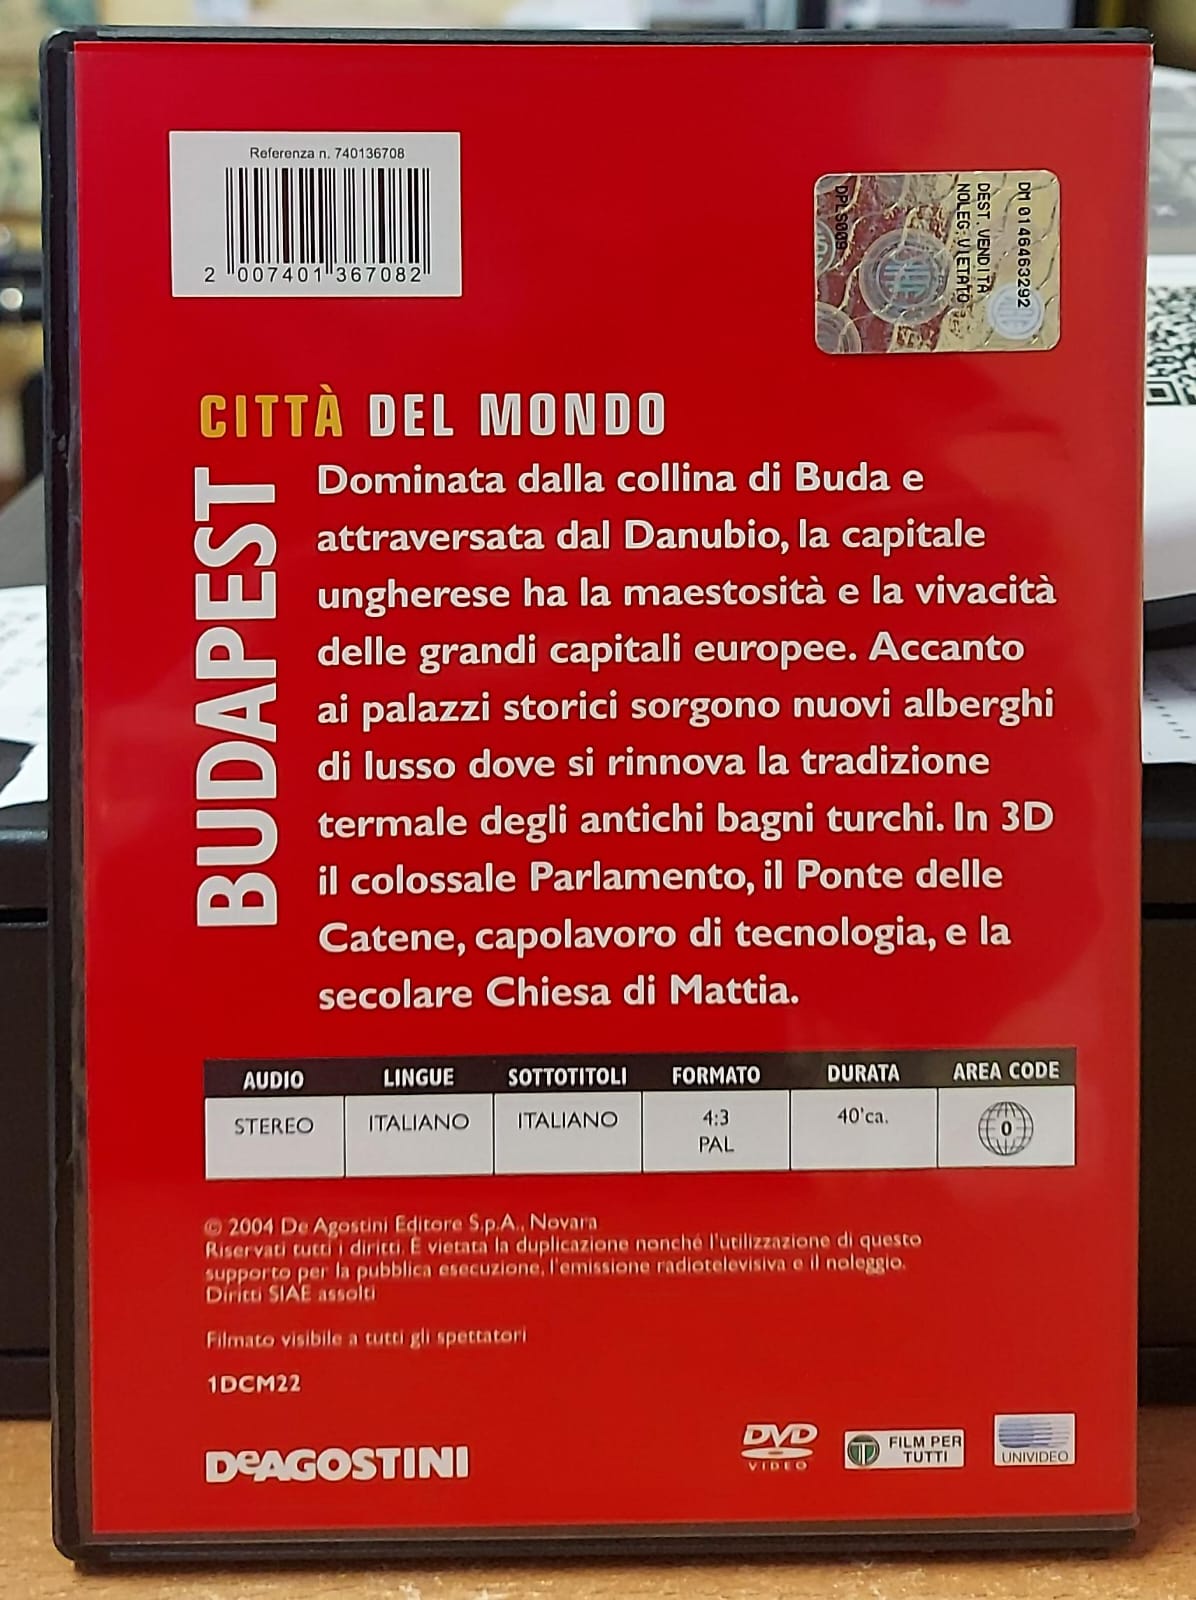 Referenza n. 740136708
2 007401 367082
DM 0146463292
DEST. VENDITA
NOLEG. VIETATO
CITTÀ DEL MONDO
BUDAPEST
Dominata dalla collina di Buda e
attraversata dal Danubio, la capitale
ungherese ha la maestosità e la vivacità
delle grandi capitali europee. Accanto
ai palazzi storici sorgono nuovi alberghi
di lusso dove si rinnova la tradizione
termale degli antichi bagni turchi. In 3D
il colossale Parlamento, il Ponte delle
Catene, capolavoro di tecnologia, e la
secolare Chiesa di Mattia.
AUDIO LINGUE SOTTOTITOLI FORMATO DURATA AREA CODE
STEREO ITALIANO ITALIANO 4:3 40'ca. 0
PAL
© 2004 De Agostini Editore S.p.A., Novara
Riservati tutti i diritti. È vietata la duplicazione nonché l'utilizzazione di questo
supporto per la pubblica esecuzione, l'emissione radiotelevisiva e il noleggio.
Diritti SIAE assolti
Filmato visibile a tutti gli spettatori
1DCM22
DeAGOSTINI
DVD
VIDEO
T FILM PER
TUTTI
UNIVIDEO